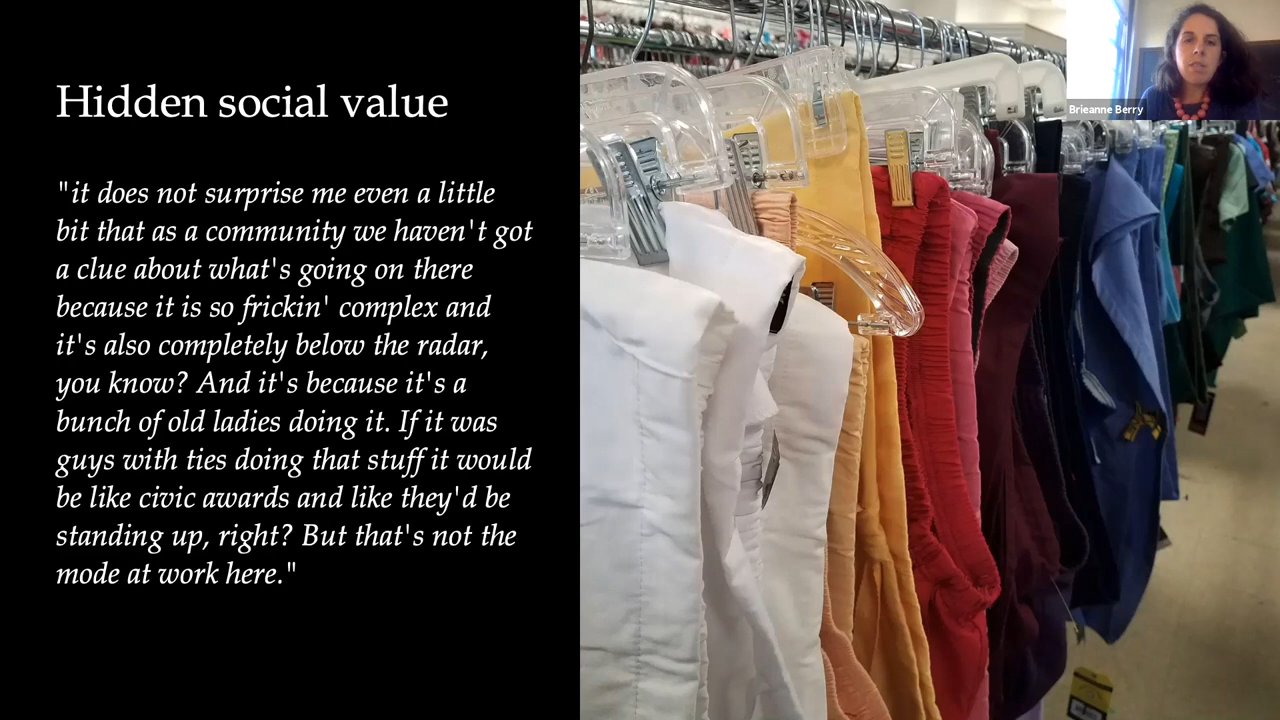 Hidden social value
"it does not surprise me even a little
bit that as a community we haven't got
a clue about what's going on there
because it is so frickin' complex and
it's also completely below the radar,
you know? And it's because it's a
bunch of old ladies doing it. If it was
guys with ties doing that stuff it would
be like civic awards and like they'd be
standing up, right? But that's not the
mode at work here."
Brieanne Berry